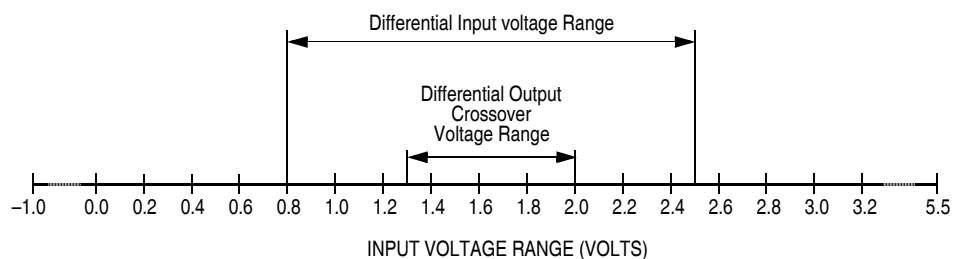 Differential Input voltage Range
Differential Output
Crossover
Voltage Range
–1.0 0.0 0.2 0.4 0.6 0.8 1.0 1.2 1.4 1.6 1.8 2.0 2.2 2.4 2.6 2.8 3.0 3.2 5.5
INPUT VOLTAGE RANGE (VOLTS)